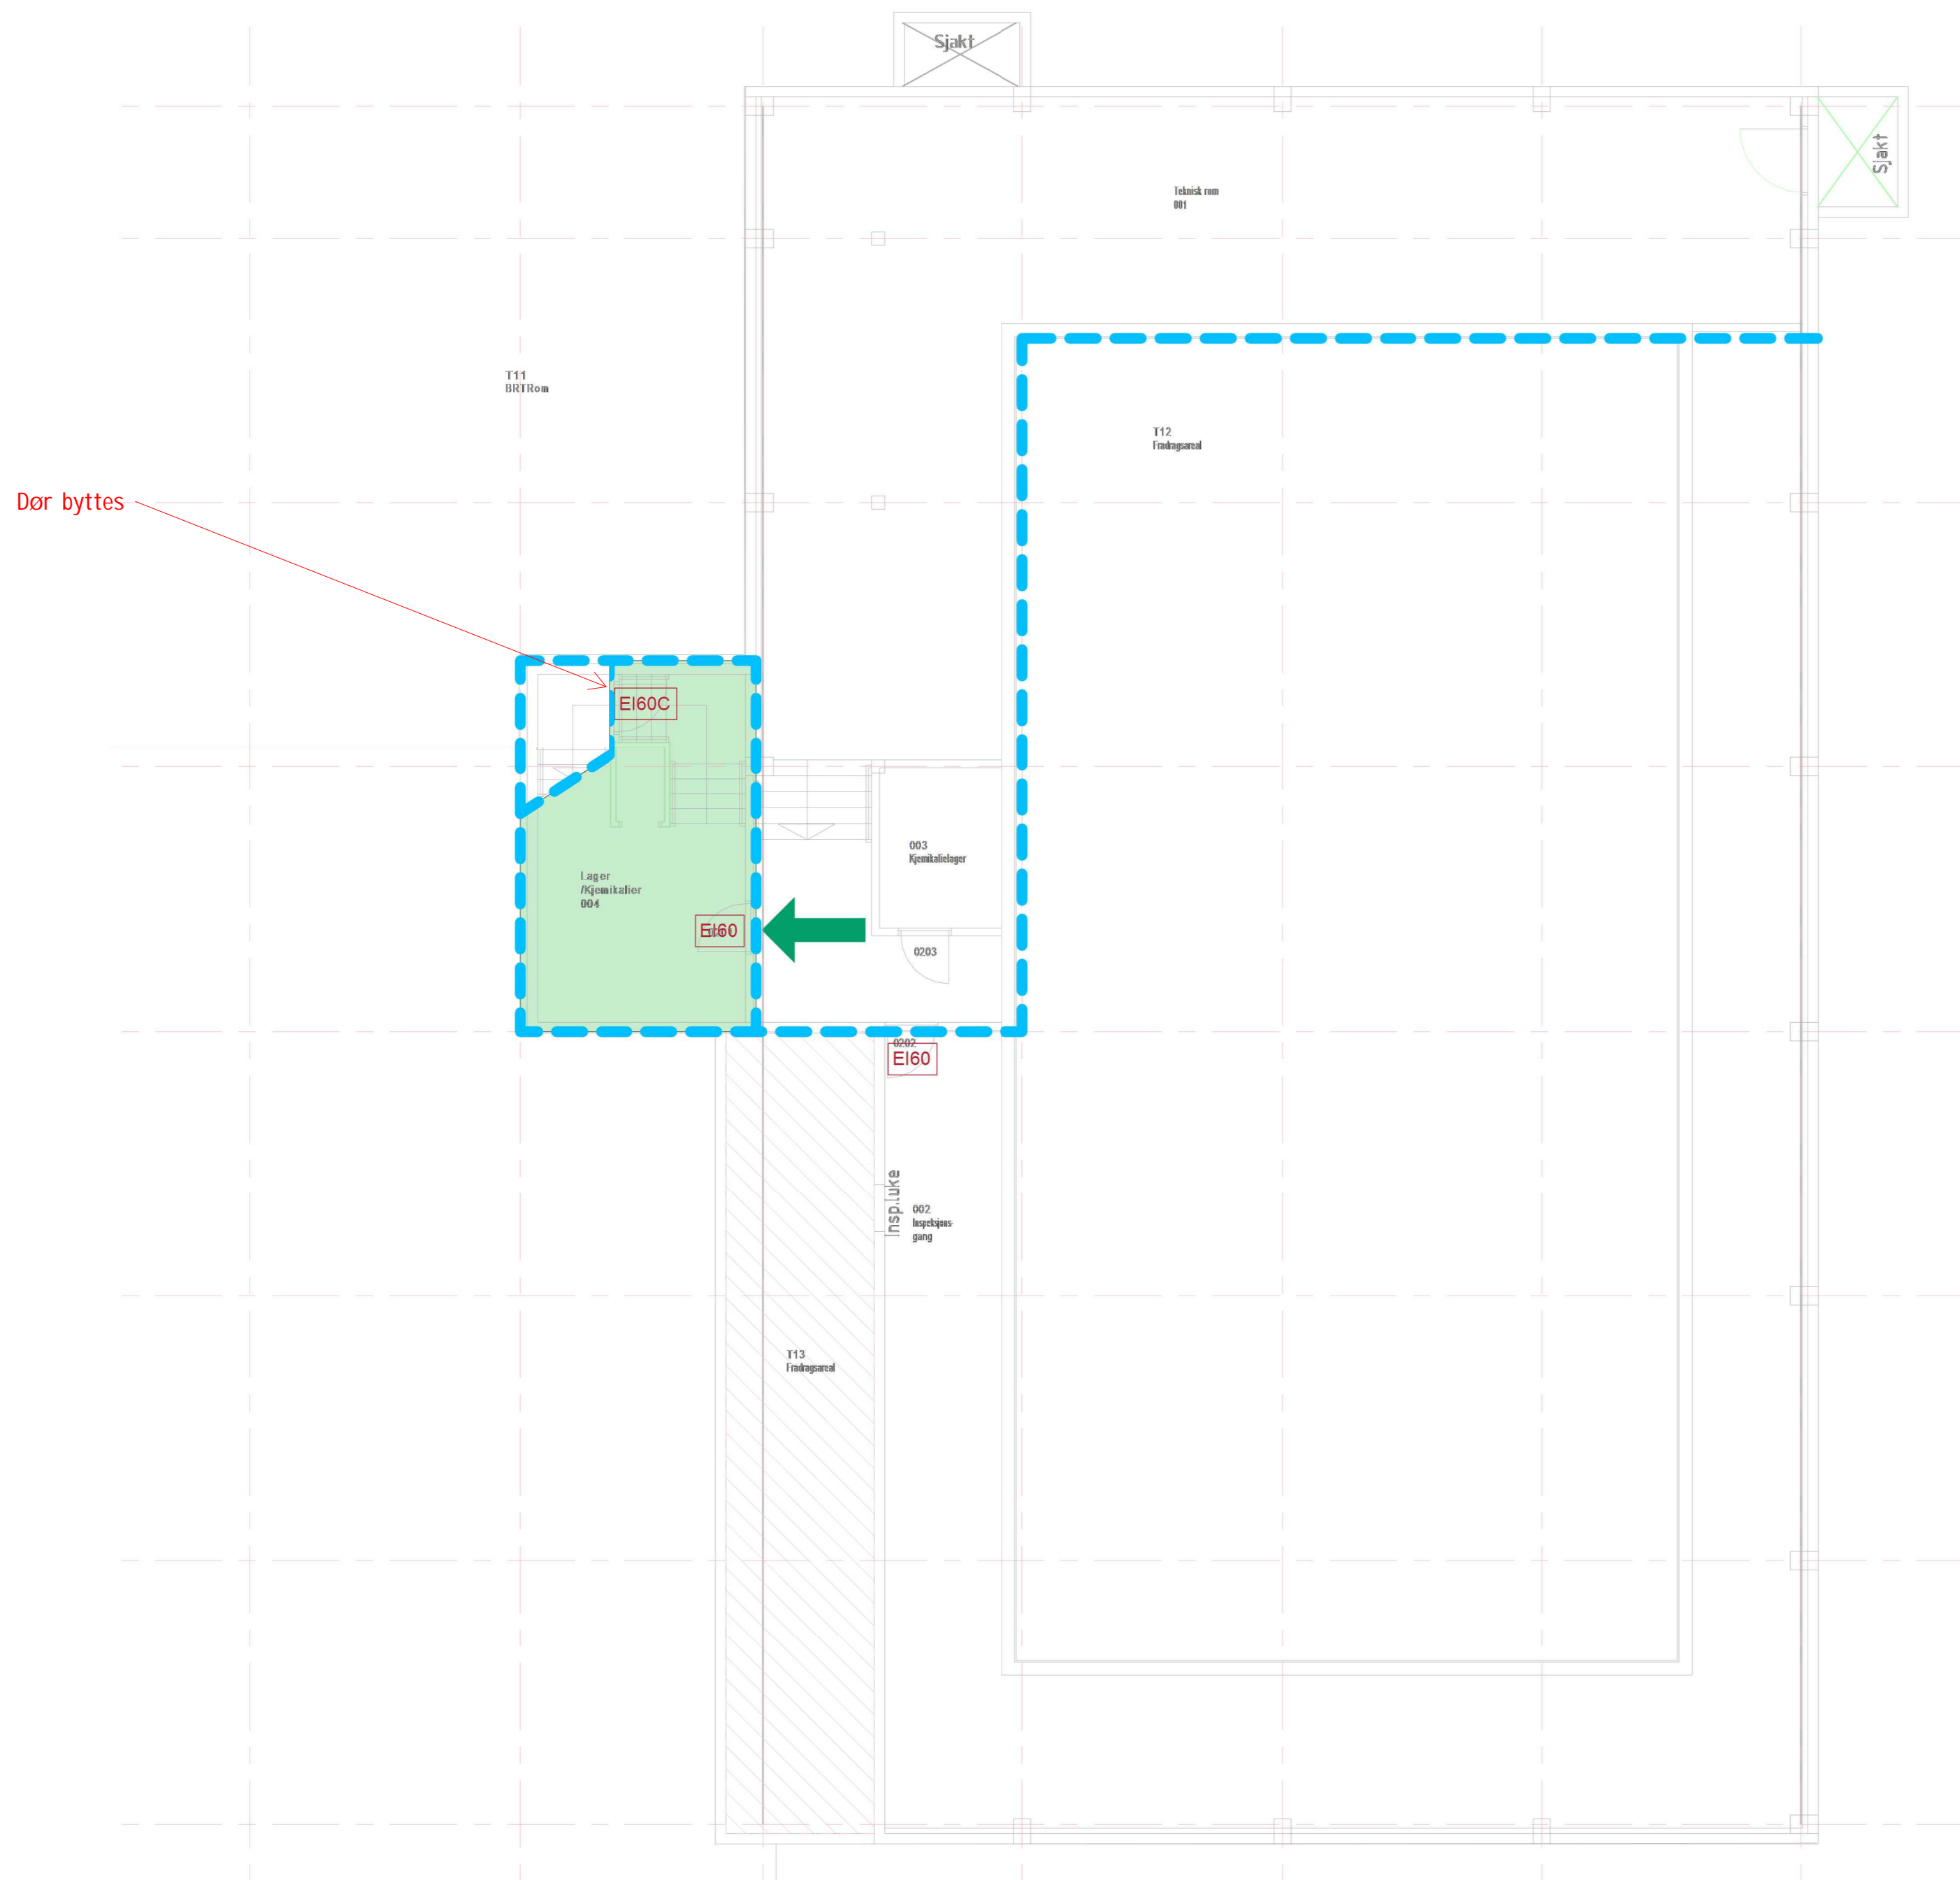 Sjakt
Sjakt
Teknisk rom
001
T11
BRTRom
T12
Fradragsareal
Dør byttes
EI60C
003
Kjemikalielager
Lager
/Kjemikalier
004
EI60
0203
0202
EI60
Insp.luke
002
Inspeksjons-
gang
T13
Fradragsareal